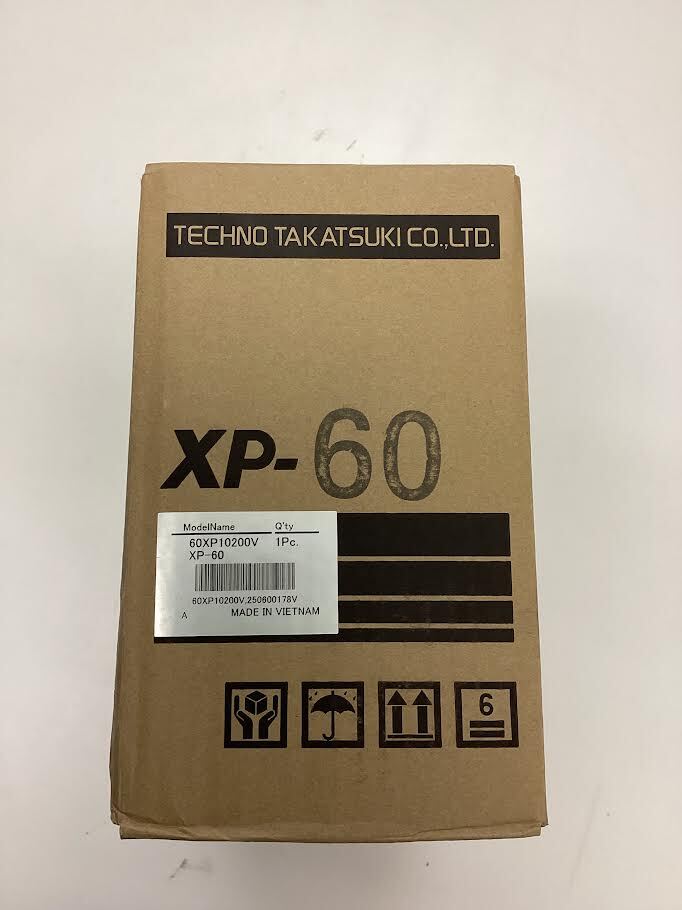 TECHNO TAKATSUKI CO.,LTD.
XP-60
ModelName Q'ty
60XP10200V 1Pc.
XP-60
60XP10200V,250600178V
A MADE IN VIETNAM
6